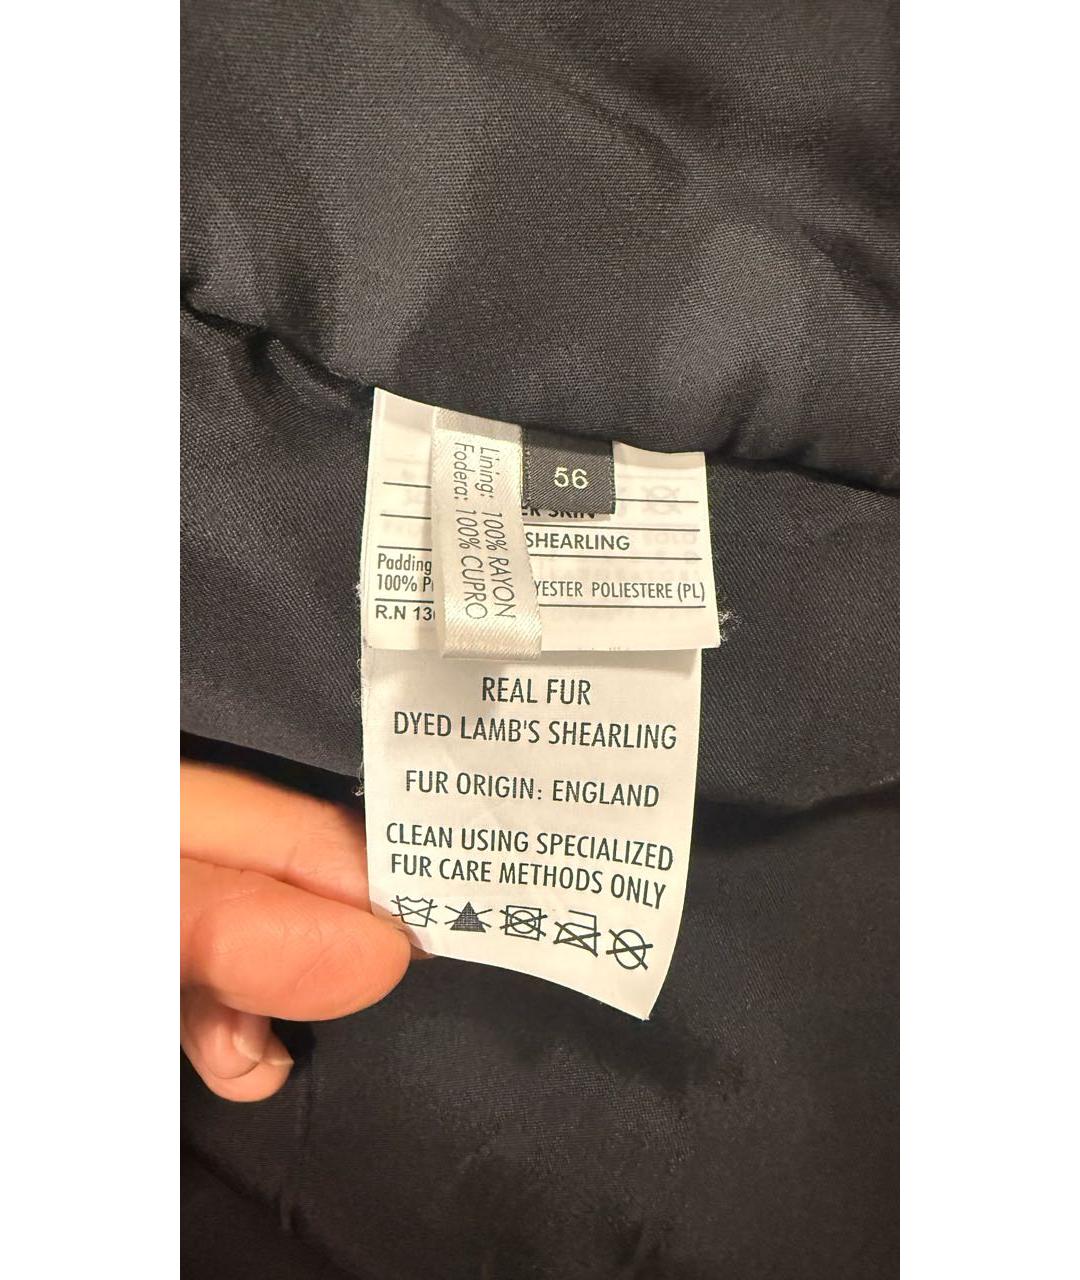 Lining: 100% RAYON
Fodera: 100% CUPRO
56
SKIN
SHEARLING
Padding
100%
POLIESTERE (PL)
R.N
REAL FUR
DYED LAMB'S SHEARLING
FUR ORIGIN: ENGLAND
CLEAN USING SPECIALIZED
FUR CARE METHODS ONLY